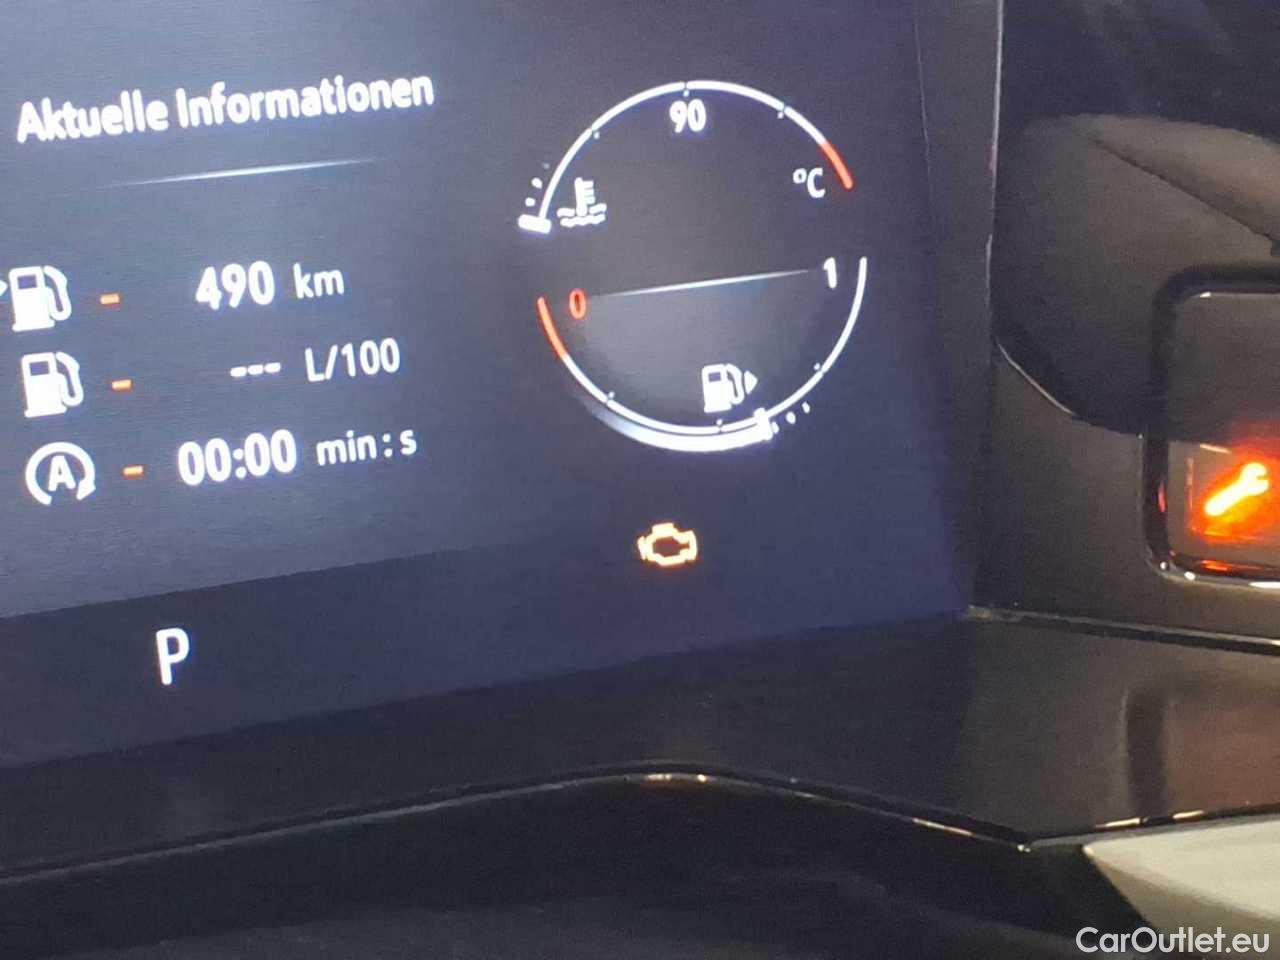 Aktuelle Informationen
490 km
--- L/100
A 00:00 min:s
P
90
°C
0 1
CarOutlet.eu